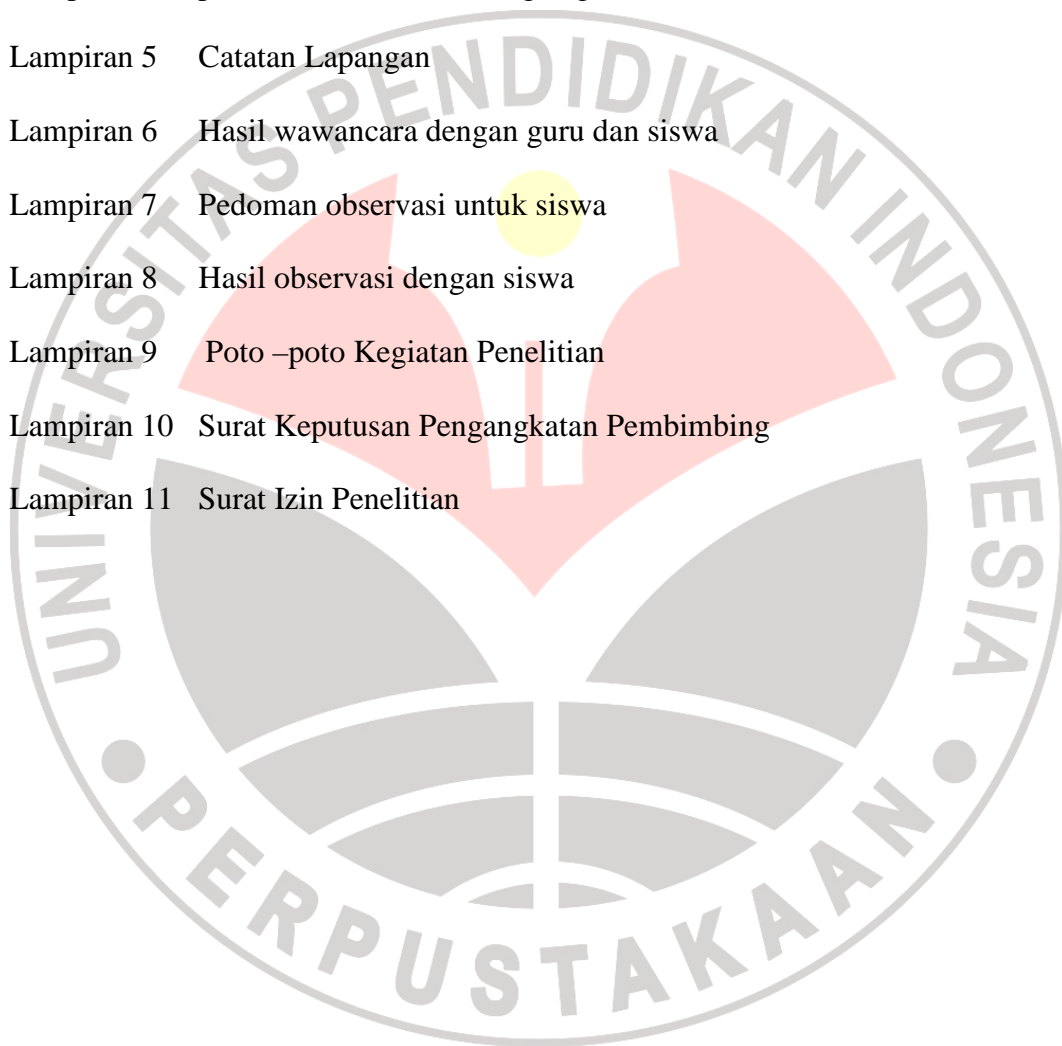 Lampiran 5 Catatan Lapangan
Lampiran 6 Hasil wawancara dengan guru dan siswa
Lampiran 7 Pedoman observasi untuk siswa
Lampiran 8 Hasil observasi dengan siswa
Lampiran 9 Poto –poto Kegiatan Penelitian
Lampiran 10 Surat Keputusan Pengangkatan Pembimbing
Lampiran 11 Surat Izin Penelitian
UNIVERSITAS PENDIDIKAN INDONESIA
PERPUSTAKAAN